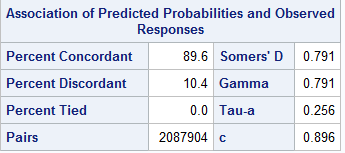 Association of Predicted Probabilities and Observed
Responses
Percent Concordant 89.6 Somers' D 0.791
Percent Discordant 10.4 Gamma 0.791
Percent Tied 0.0 Tau-a 0.256
Pairs 2087904 c 0.896